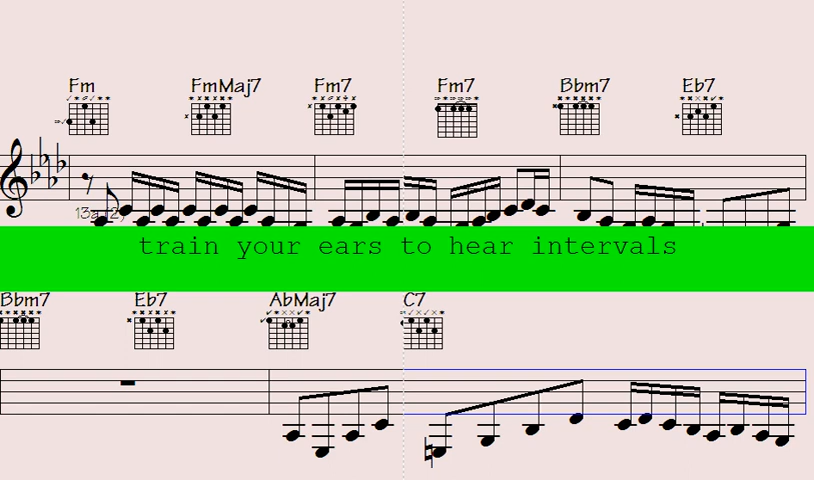 Fm FmMaj7 Fm7 Fm7 Bbm7 Eb7
train your ears to hear intervals
Bbm7 Eb7 AbMaj7 C7